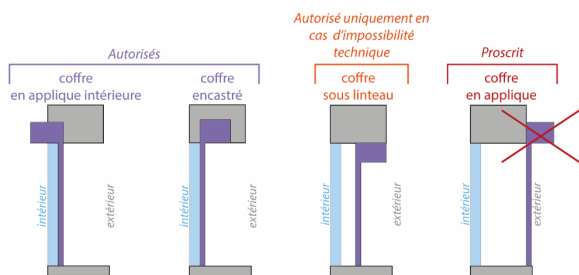 Autorisés
coffre
en applique intérieure
coffre
encastré
Autorisé uniquement en
cas d'impossibilité
technique
coffre
sous linteau
Proscrit
coffre
en applique
intérieur
extérieur
intérieur
extérieur
intérieur
extérieur
intérieur
extérieur